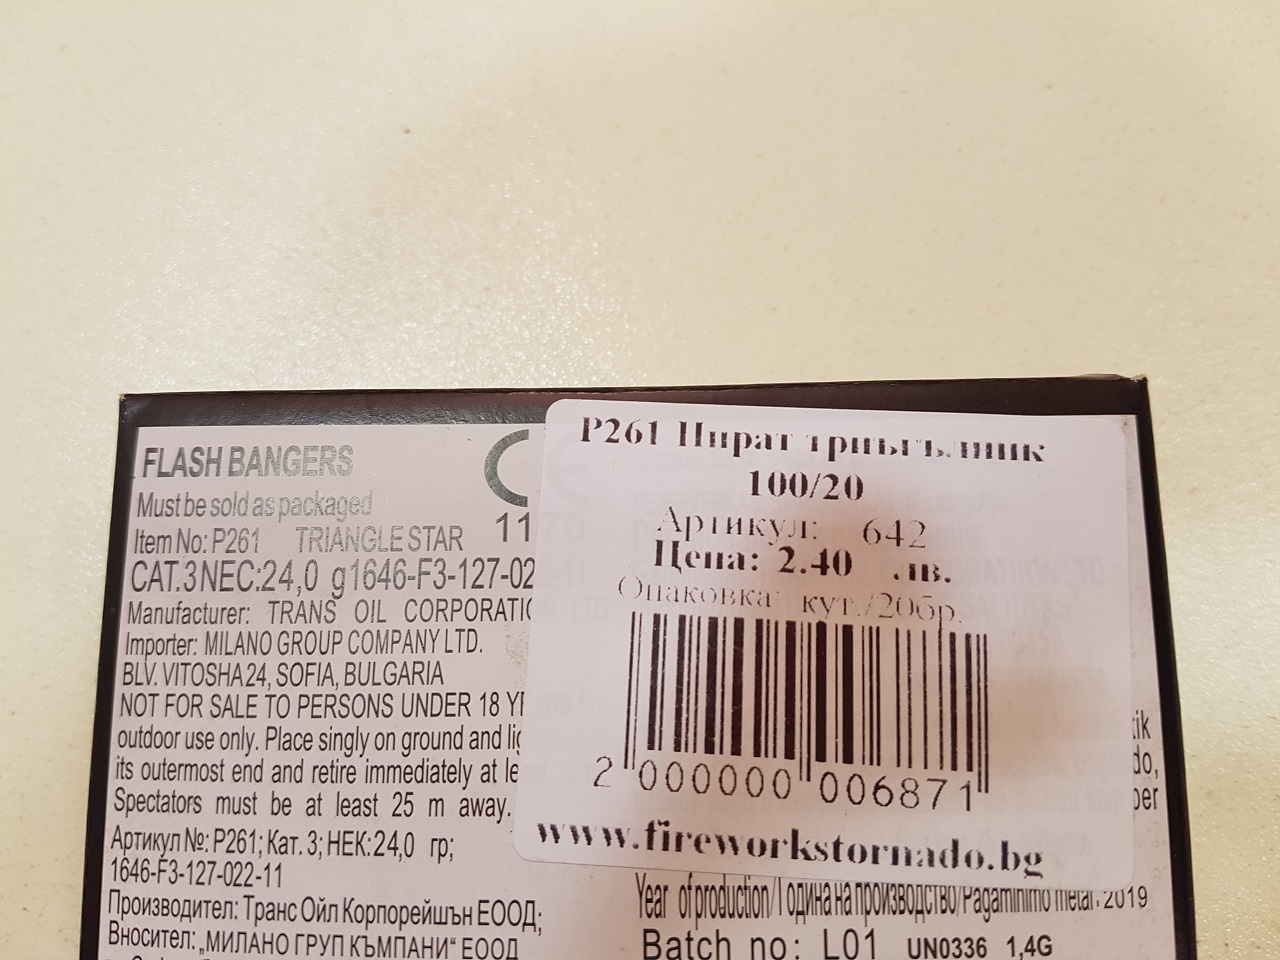 FLASH BANGERS
Must be sold as packaged
Item No: P261 TRIANGLE STAR
CE
1170
CAT.3 NEC:24,0 g 1646-F3-127-02
Manufacturer: TRANS OIL CORPORATIO
Importer: MILANO GROUP COMPANY LTD.
BLV. VITOSHA 24, SOFIA, BULGARIA
NOT FOR SALE TO PERSONS UNDER 18 YE
outdoor use only. Place singly on ground and lig
its outermost end and retire immediately at le
Spectators must be at least 25 m away.
Артикул №: P261; Кат. 3; НЕК:24,0 гр;
1646-F3-127-022-11
Производител: Транс Ойл Корпорейшън ЕООД;
Вносител: „МИЛАНО ГРУП КЪМПАНИ“ ЕООД
P261 Пират триъгълник
100/20
Артикул: 642
Цена: 2.40 лв.
Опаковка: кут./20бр.
2 000000 006871
www.fireworkstornado.bg
Year of production/Година на производство/Pagaminimo metai: 2019
Batch no: L01 UN0336 1,4G